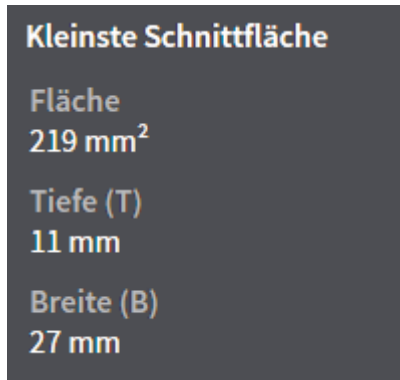 Kleinste Schnittfläche
Fläche
219 mm²
Tiefe (T)
11 mm
Breite (B)
27 mm